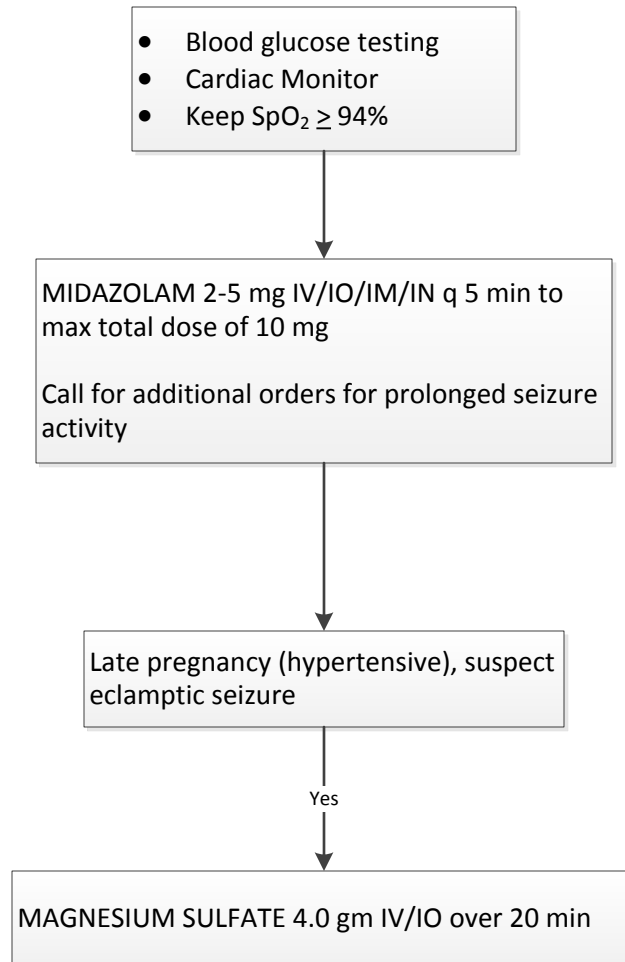 • Blood glucose testing
• Cardiac Monitor
• Keep SpO₂ ≥ 94%
MIDAZOLAM 2-5 mg IV/IO/IM/IN q 5 min to
max total dose of 10 mg
Call for additional orders for prolonged seizure
activity
Late pregnancy (hypertensive), suspect
eclamptic seizure
Yes
MAGNESIUM SULFATE 4.0 gm IV/IO over 20 min